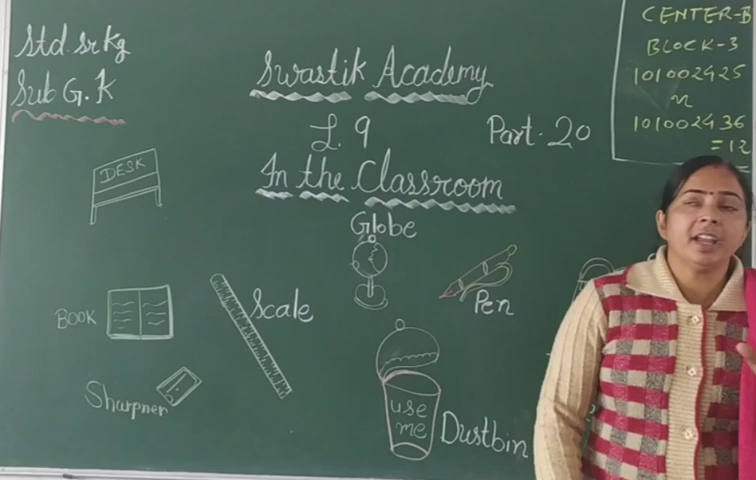 Std. Sr Kg
Sub G.K
Swastik Academy
L. 9
Part. 20
In the Classroom
CENTER-B
BLOCK-3
101002425
101002436
=12
DESK
Globe
BOOK
Scale
Pen
Sharpner
use
me
Dustbin